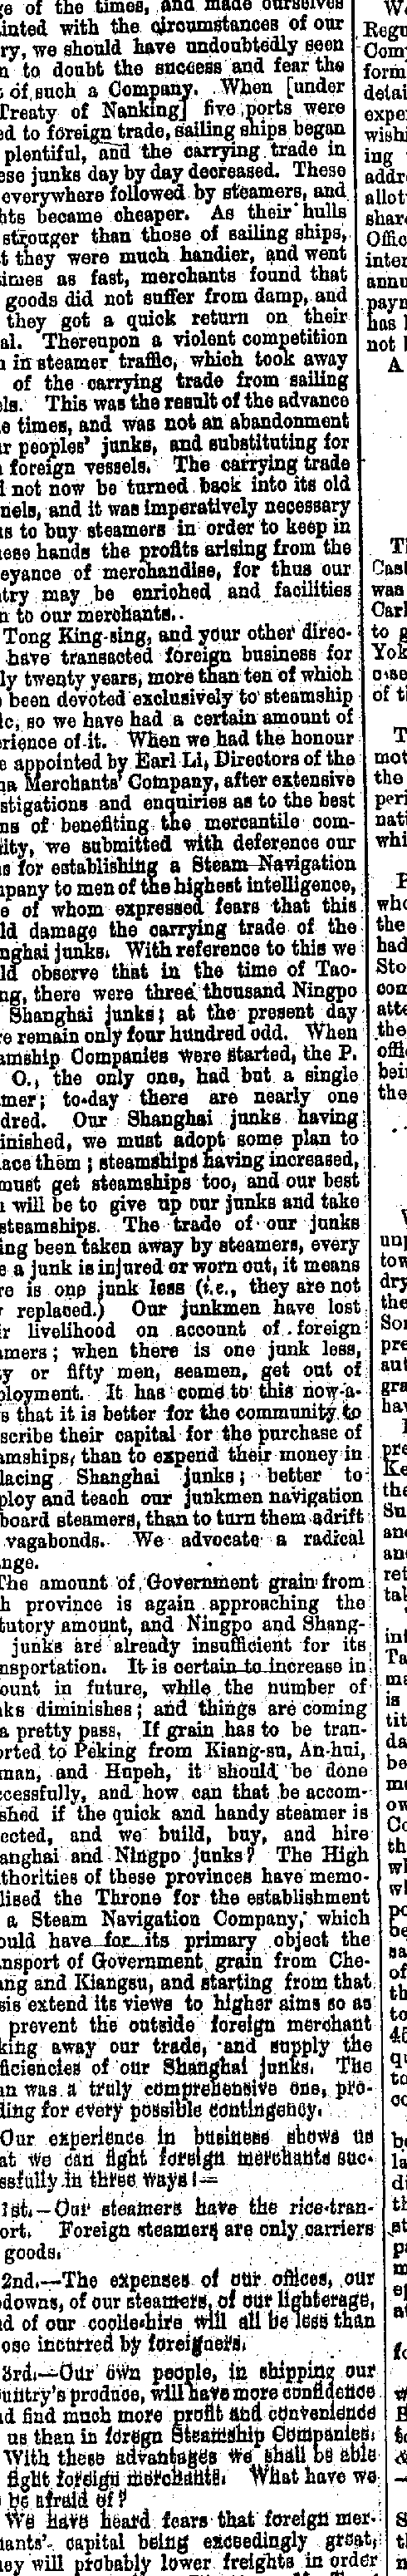 ge of the times, and made ourselves
inted with the circumstances of our
ry, we should have undoubtedly seen
n to doubt the success and fear the
t of such a Company. When [under
Treaty of Nanking] five ports were
ed to foreign trade, sailing ships began
plentiful, and the carrying trade in
ese junks day by day decreased. These
everywhere followed by steamers, and
hts became cheaper. As their hulls
stronger than those of sailing ships,
t they were much handier, and went
times as fast, merchants found that
goods did not suffer from damp, and
they got a quick return on their
al. Thereupon a violent competition
n in steamer traffic, which took away
of the carrying trade from sailing
els. This was the result of the advance
e times, and was not an abandonment
ur peoples' junks, and substituting for
n foreign vessels. The carrying trade
d not now be turned back into its old
nels, and it was imperatively necessary
us to buy steamers in order to keep in
nese hands the profits arising from the
eyance of merchandise, for thus our
ntry may be enriched and facilities
n to our merchants..
Tong King-sing, and your other direc-
have transacted foreign business for
ly twenty years, more than ten of which
been devoted exclusively to steamship
ic, so we have had a certain amount of
erience of it. When we had the honour
e appointed by Earl Li, Directors of the
na Merchants' Company, after extensive
stigations and enquiries as to the best
ns of benefiting the mercantile com-
ity, we submitted with deference our
s for establishing a Steam Navigation
mpany to men of the highest intelligence,
e of whom expressed fears that this
ld damage the carrying trade of the
nghai junks. With reference to this we
ld observe that in the time of Tao-
ng, there were three thousand Ningpo
Shanghai junks; at the present day
re remain only four hundred odd. When
amship Companies were started, the P.
O., the only one, had but a single
mer; to-day there are nearly one
dred. Our Shanghai junks having
inished, we must adopt some plan to
ace them; steamships having increased,
must get steamships too, and our best
n will be to give up our junks and take
steamships. The trade of our junks
ing been taken away by steamers, every
e a junk is injured or worn out, it means
re is one junk less (i.e., they are not
r replaced.) Our junkmen have lost
ir livelihood on account of foreign
amers; when there is one junk less,
ty or fifty men, seamen, get out of
ployment. It has come to this now-a-
s that it is better for the community to
scribe their capital for the purchase of
amships, than to expend their money in
lacing Shanghai junks; better to
ploy and teach our junkmen navigation
board steamers, than to turn them adrift
vagabonds. We advocate a radical
nge.
The amount of Government grain from
h province is again approaching the
tutory amount, and Ningpo and Shang-
junks are already insufficient for its
nsportation. It is certain to increase in
ount in future, while the number of
nks diminishes; and things are coming
a pretty pass. If grain has to be tran-
orted to Peking from Kiang-su, An-hui,
man, and Hupeh, it should be done
ccessfully, and how can that be accom-
shed if the quick and handy steamer is
ected, and we build, buy, and hire
anghai and Ningpo junks? The High
thorities of these provinces have memo-
lised the Throne for the establishment
a Steam Navigation Company, which
ould have for its primary object the
ansport of Government grain from Che-
ang and Kiangsu, and starting from that
sis extend its views to higher aims so as
prevent the outside foreign merchant
king away our trade, and supply the
ficiencies of our Shanghai junks. The
an was a truly comprehensive one, pro-
ding for every possible contingency.
Our experience in business shows us
at we can fight foreign merchants suc-
ssfully in three ways:—
1st.—Our steamers have the rice-tran-
ort. Foreign steamers are only carriers
goods.
2nd.—The expenses of our offices, our
downs, of our steamers, of our lighterage,
nd of our coolie-hire will all be less than
ose incurred by foreigners.
3rd.—Our own people, in shipping our
ountry's produce, will have more confidence
nd find much more profit and convenience
us than in foreign Steamship Companies.
With these advantages we shall be able
fight foreign merchants. What have we
be afraid of?
We have heard fears that foreign mer-
hants' capital being exceedingly great,
hey will probably lower freights in order